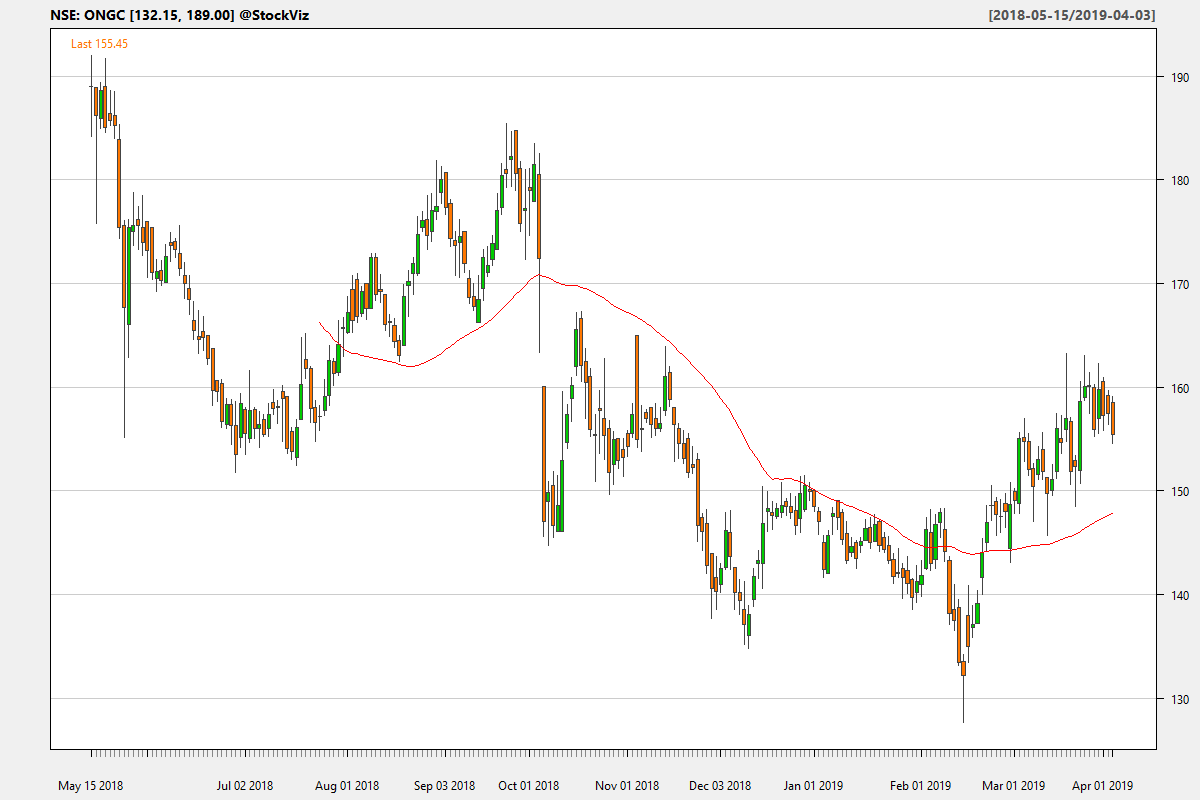 NSE: ONGC [132.15, 189.00] @StockViz [2018-05-15/2019-04-03]
Last 155.45
190
180
170
160
150
140
130
May 15 2018 Jul 02 2018 Aug 01 2018 Sep 03 2018 Oct 01 2018 Nov 01 2018 Dec 03 2018 Jan 01 2019 Feb 01 2019 Mar 01 2019 Apr 01 2019